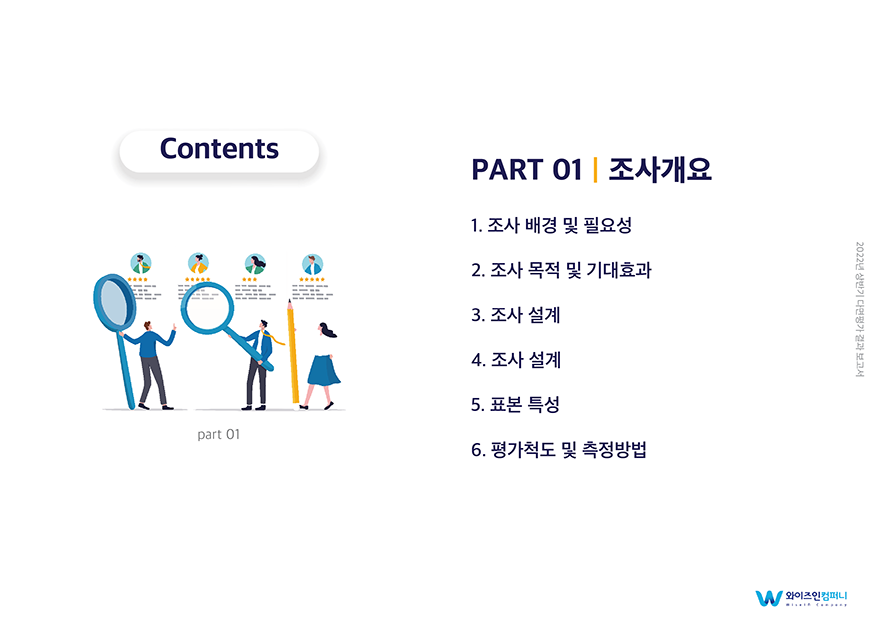 Contents
part 01
PART 01 | 조사개요
1. 조사 배경 및 필요성
2. 조사 목적 및 기대효과
3. 조사 설계
4. 조사 설계
5. 표본 특성
6. 평가척도 및 측정방법
2022년 상반기 다면평가 결과 보고서
와이즈인컴퍼니
WiseIN Company